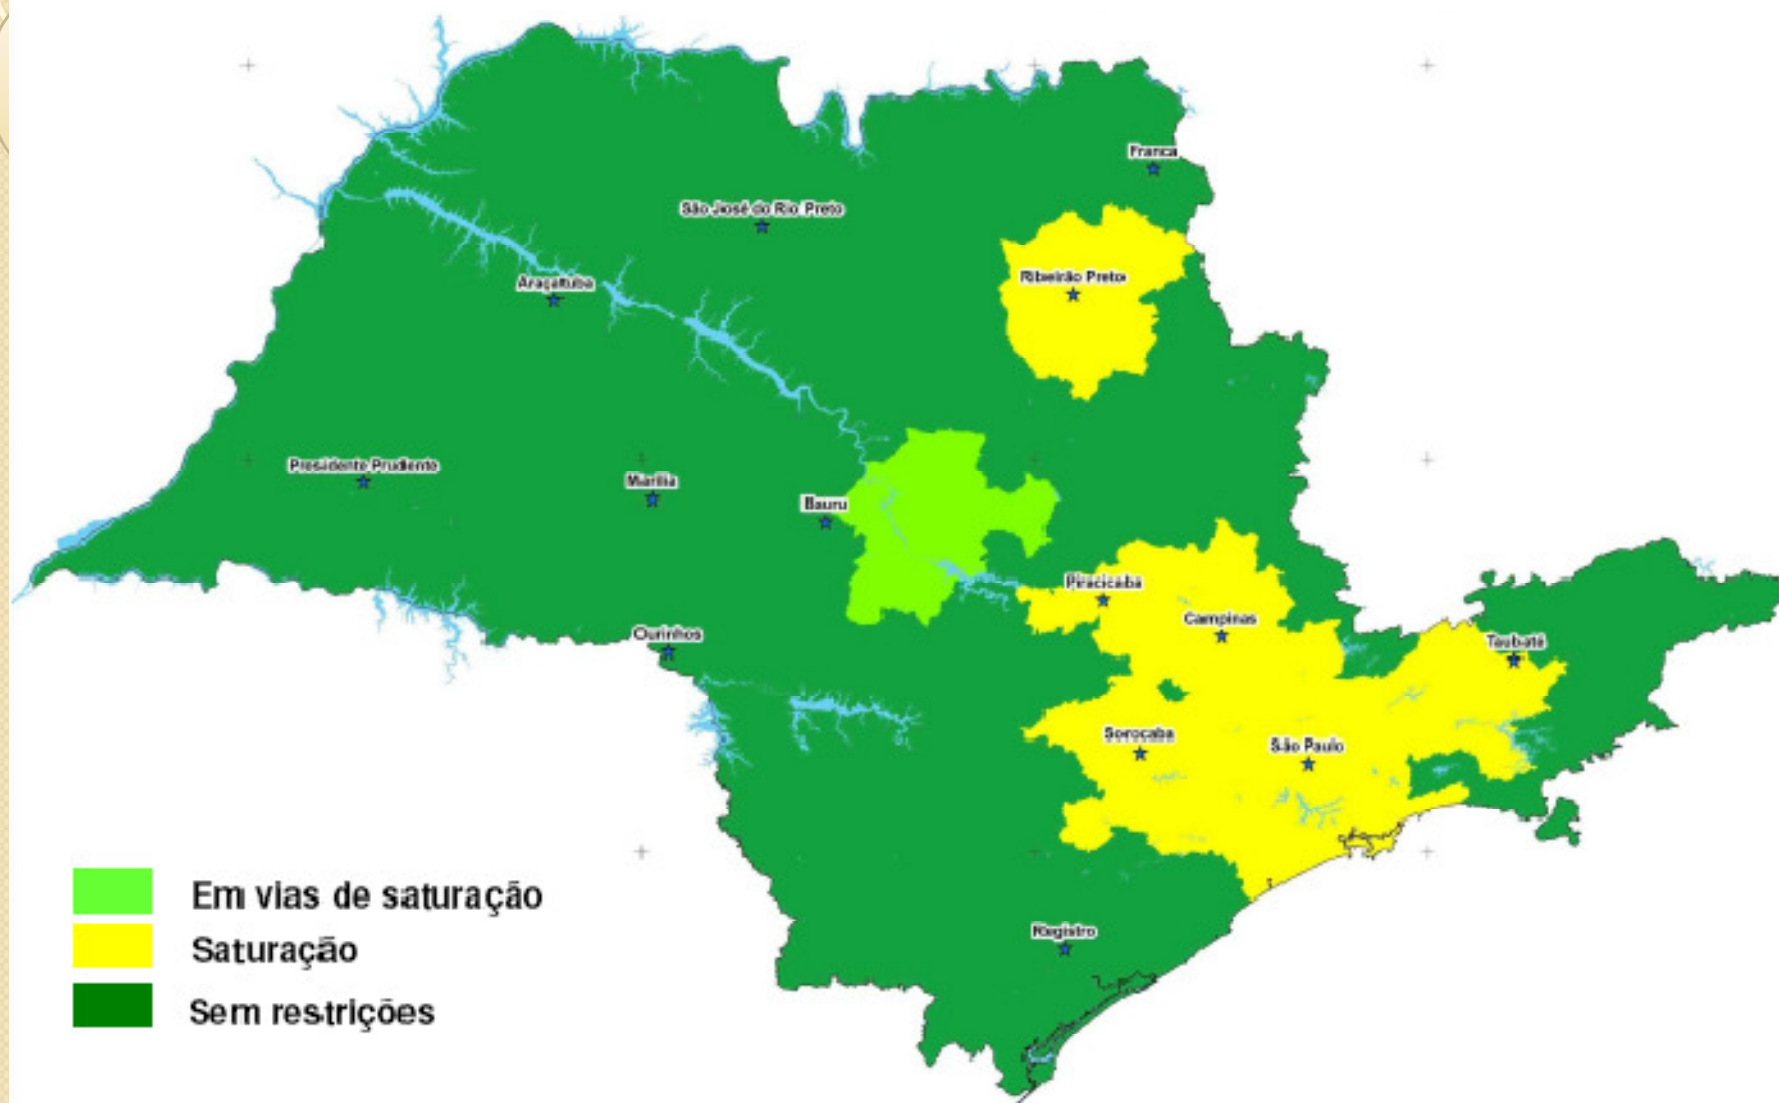 Franca
São José do Rio Preto
Ribeirão Preto
Araçatuba
Presidente Prudente
Marília
Bauru
Piracicaba
Campinas
Ourinhos
Taubaté
Sorocaba
São Paulo
Em vias de saturação
Registro
Saturação
Sem restrições